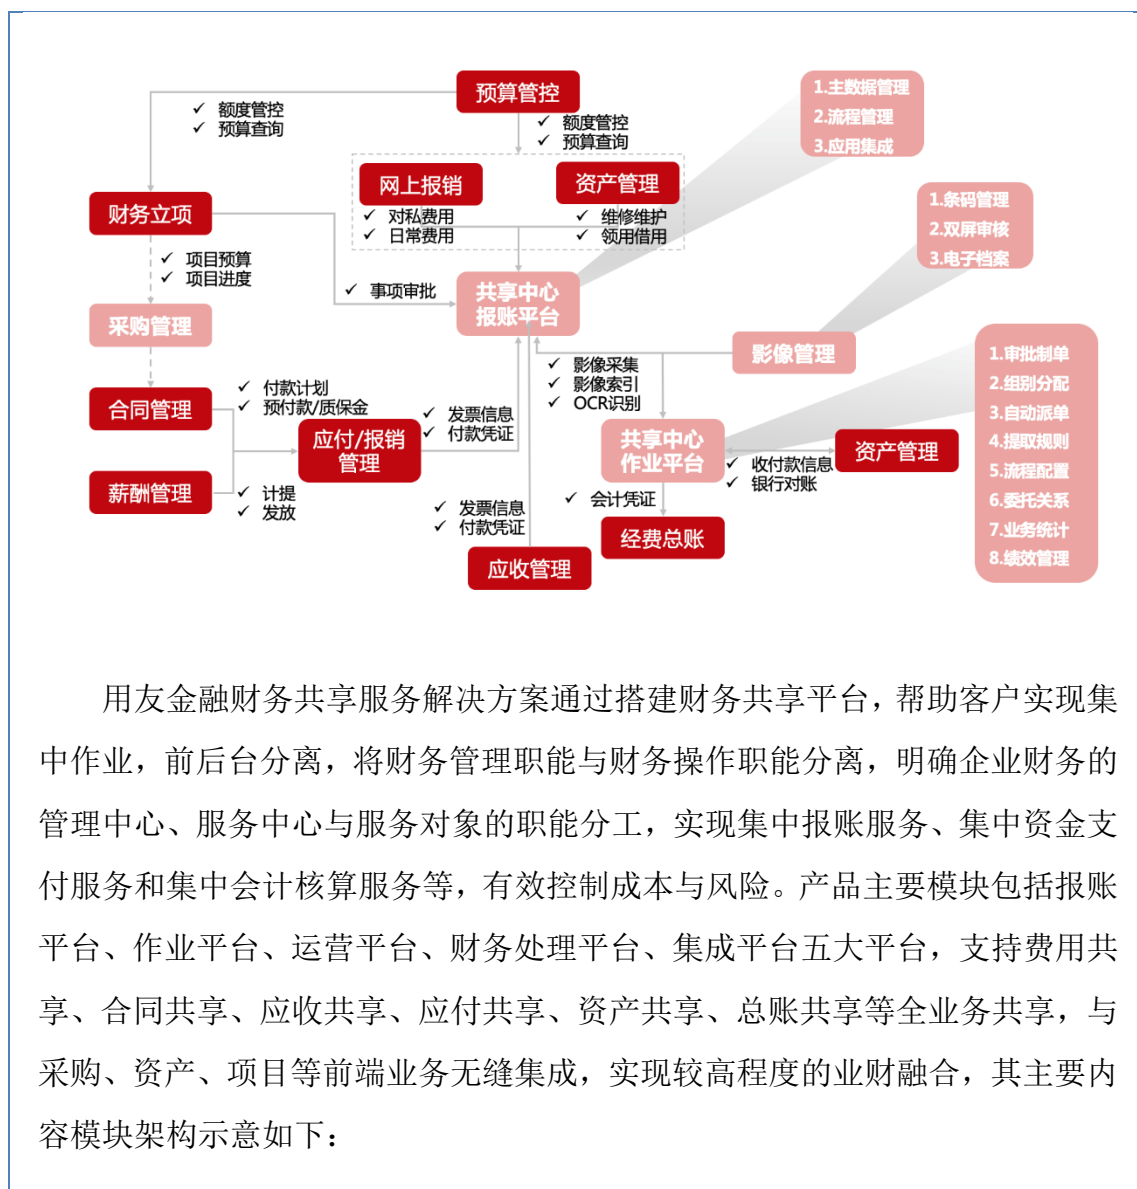 预算管控
1.主数据管理
2.流程管理
3.应用集成
✓ 额度管控
✓ 预算查询
✓ 额度管控
✓ 预算查询
网上报销
资产管理
✓ 对私费用
✓ 日常费用
✓ 维修维护
✓ 领用借用
1.条码管理
2.双屏审核
3.电子档案
财务立项
✓ 项目预算
✓ 项目进度
✓ 事项审批
共享中心
报账平台
采购管理
影像管理
✓ 影像采集
✓ 影像索引
✓ OCR识别
1.审批制单
2.组别分配
3.自动派单
4.提取规则
5.流程配置
6.委托关系
7.业务统计
8.绩效管理
合同管理
✓ 付款计划
✓ 预付款/质保金
应付/报销
管理
✓ 发票信息
✓ 付款凭证
共享中心
作业平台
✓ 收付款信息
✓ 银行对账
资产管理
薪酬管理
✓ 计提
✓ 发放
✓ 发票信息
✓ 付款凭证
✓ 会计凭证
经费总账
应收管理
用友金融财务共享服务解决方案通过搭建财务共享平台，帮助客户实现集
中作业，前后台分离，将财务管理职能与财务操作职能分离，明确企业财务的
管理中心、服务中心与服务对象的职能分工，实现集中报账服务、集中资金支
付服务和集中会计核算服务等，有效控制成本与风险。产品主要模块包括报账
平台、作业平台、运营平台、财务处理平台、集成平台五大平台，支持费用共
享、合同共享、应收共享、应付共享、资产共享、总账共享等全业务共享，与
采购、资产、项目等前端业务无缝集成，实现较高程度的业财融合，其主要内
容模块架构示意如下：